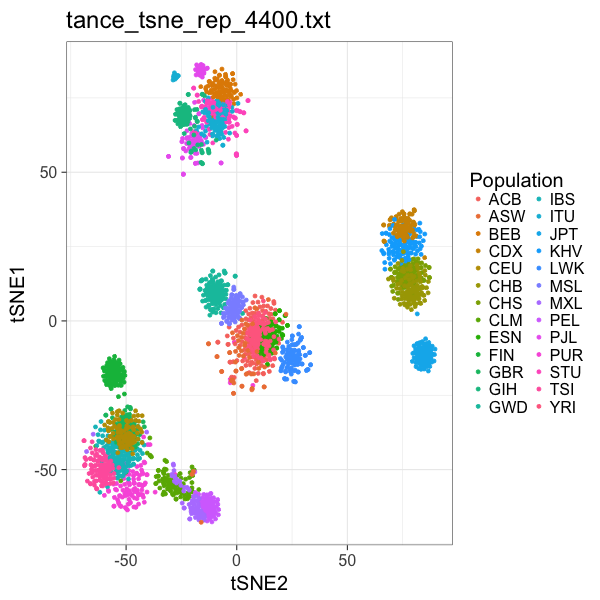 tance_tsne_rep_4400.txt
50
0
-50
-50
0
50
tSNE1
tSNE2
Population
ACB
ASW
BEB
CDX
CEU
CHB
CHS
CLM
ESN
FIN
GBR
GIH
GWD
IBS
ITU
JPT
KHV
LWK
MSL
MXL
PEL
PJL
PUR
STU
TSI
YRI